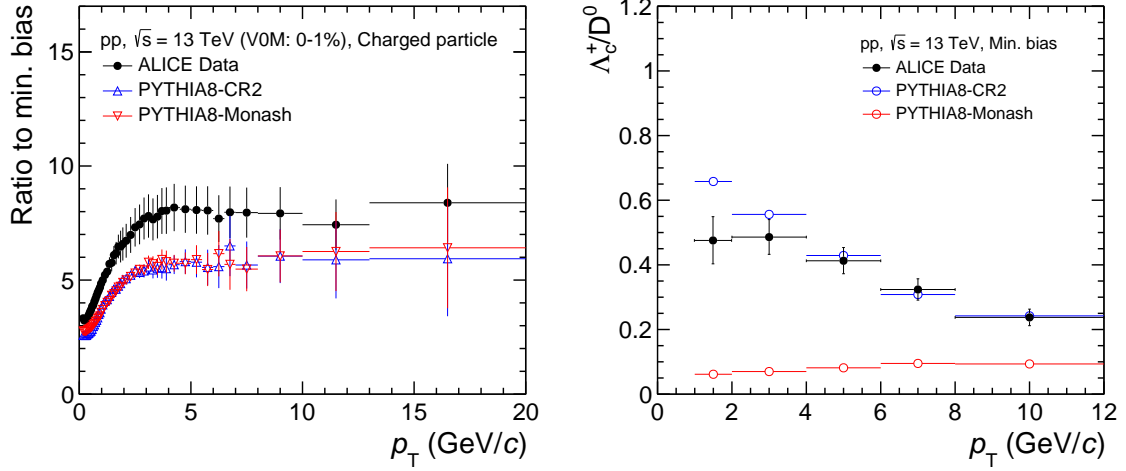 Ratio to min. bias
15
10
5
0
pp, √s = 13 TeV (V0M: 0-1%), Charged particle
ALICE Data
PYTHIA8-CR2
PYTHIA8-Monash
0 5 10 15 20
p_T (GeV/c)
Λ_c^+/D^0
1.2
1
0.8
0.6
0.4
0.2
0
pp, √s = 13 TeV, Min. bias
ALICE Data
PYTHIA8-CR2
PYTHIA8-Monash
0 2 4 6 8 10 12
p_T (GeV/c)